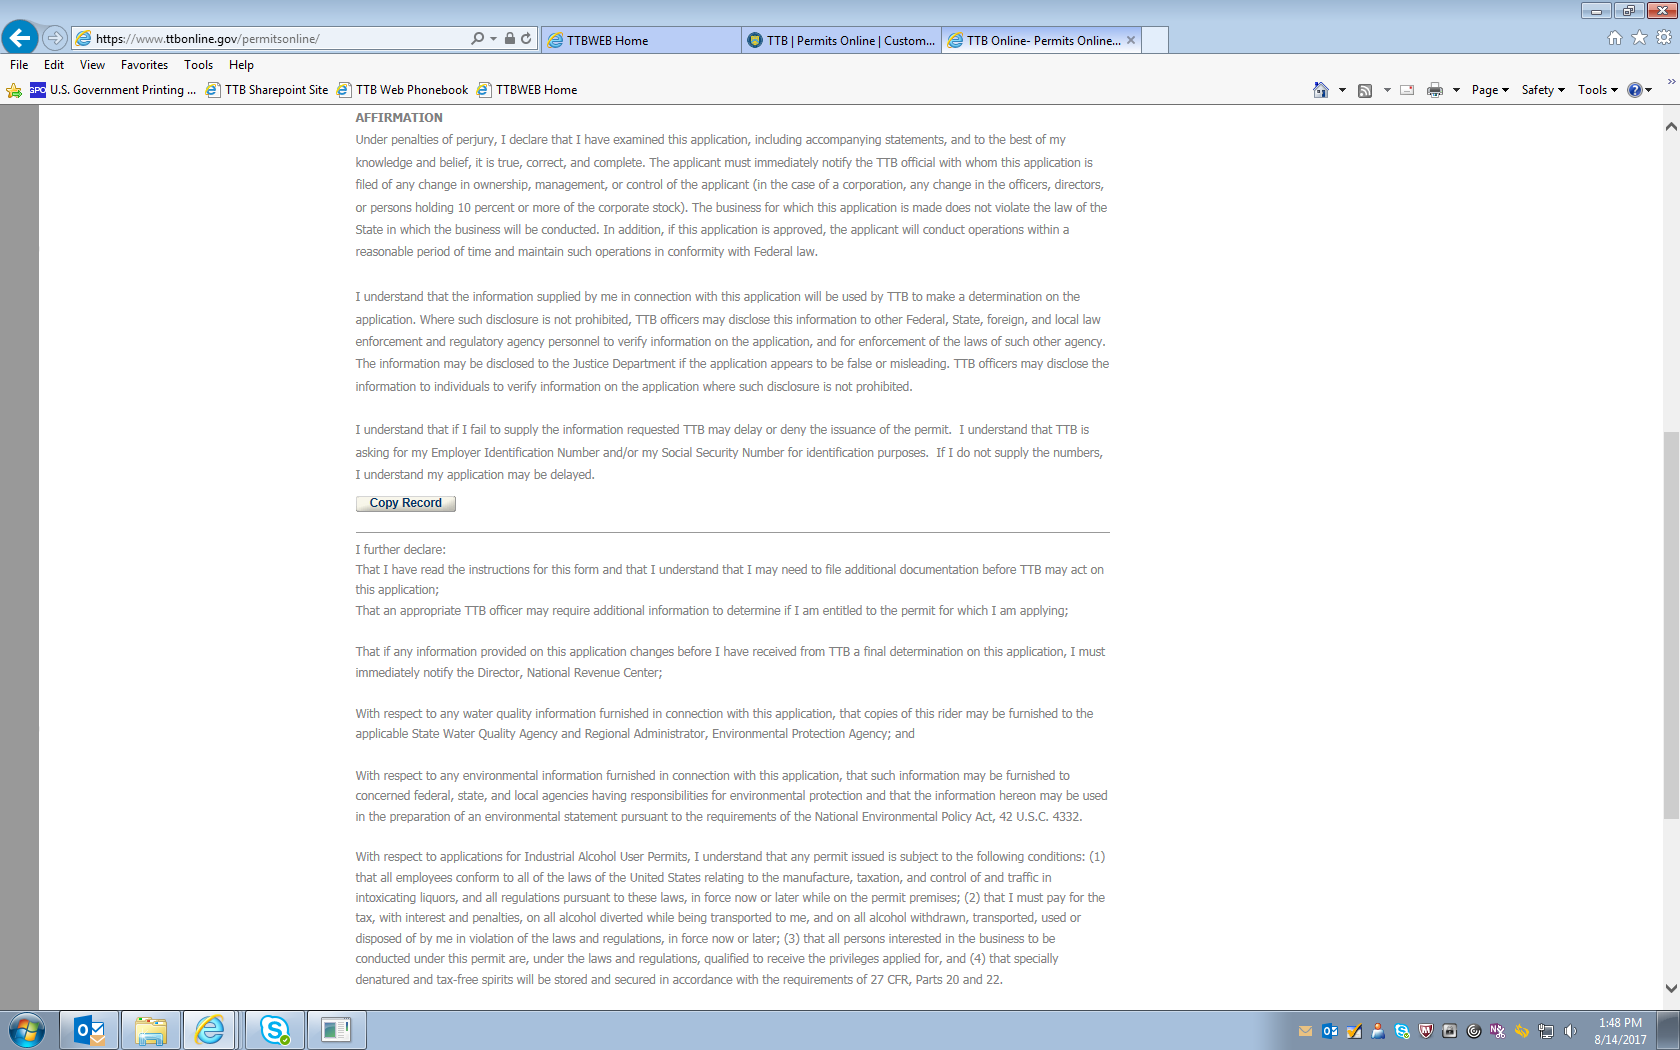 https://www.ttbonline.gov/permitsonline/
TTBWEB Home
TTB | Permits Online | Custom...
TTB Online- Permits Online...
File Edit View Favorites Tools Help
GPO U.S. Government Printing ... TTB Sharepoint Site TTB Web Phonebook TTBWEB Home
Page Safety Tools
AFFIRMATION
Under penalties of perjury, I declare that I have examined this application, including accompanying statements, and to the best of my
knowledge and belief, it is true, correct, and complete. The applicant must immediately notify the TTB official with whom this application is
filed of any change in ownership, management, or control of the applicant (in the case of a corporation, any change in the officers, directors,
or persons holding 10 percent or more of the corporate stock). The business for which this application is made does not violate the law of the
State in which the business will be conducted. In addition, if this application is approved, the applicant will conduct operations within a
reasonable period of time and maintain such operations in conformity with Federal law.
I understand that the information supplied by me in connection with this application will be used by TTB to make a determination on the
application. Where such disclosure is not prohibited, TTB officers may disclose this information to other Federal, State, foreign, and local law
enforcement and regulatory agency personnel to verify information on the application, and for enforcement of the laws of such other agency.
The information may be disclosed to the Justice Department if the application appears to be false or misleading. TTB officers may disclose the
information to individuals to verify information on the application where such disclosure is not prohibited.
I understand that if I fail to supply the information requested TTB may delay or deny the issuance of the permit. I understand that TTB is
asking for my Employer Identification Number and/or my Social Security Number for identification purposes. If I do not supply the numbers,
I understand my application may be delayed.
Copy Record
I further declare:
That I have read the instructions for this form and that I understand that I may need to file additional documentation before TTB may act on
this application;
That an appropriate TTB officer may require additional information to determine if I am entitled to the permit for which I am applying;
That if any information provided on this application changes before I have received from TTB a final determination on this application, I must
immediately notify the Director, National Revenue Center;
With respect to any water quality information furnished in connection with this application, that copies of this rider may be furnished to the
applicable State Water Quality Agency and Regional Administrator, Environmental Protection Agency; and
With respect to any environmental information furnished in connection with this application, that such information may be furnished to
concerned federal, state, and local agencies having responsibilities for environmental protection and that the information hereon may be used
in the preparation of an environmental statement pursuant to the requirements of the National Environmental Policy Act, 42 U.S.C. 4332.
With respect to applications for Industrial Alcohol User Permits, I understand that any permit issued is subject to the following conditions: (1)
that all employees conform to all of the laws of the United States relating to the manufacture, taxation, and control of and traffic in
intoxicating liquors, and all regulations pursuant to these laws, in force now or later while on the permit premises; (2) that I must pay for the
tax, with interest and penalties, on all alcohol diverted while being transported to me, and on all alcohol withdrawn, transported, used or
disposed of by me in violation of the laws and regulations, in force now or later; (3) that all persons interested in the business to be
conducted under this permit are, under the laws and regulations, qualified to receive the privileges applied for, and (4) that specially
denatured and tax-free spirits will be stored and secured in accordance with the requirements of 27 CFR, Parts 20 and 22.
1:48 PM
8/14/2017